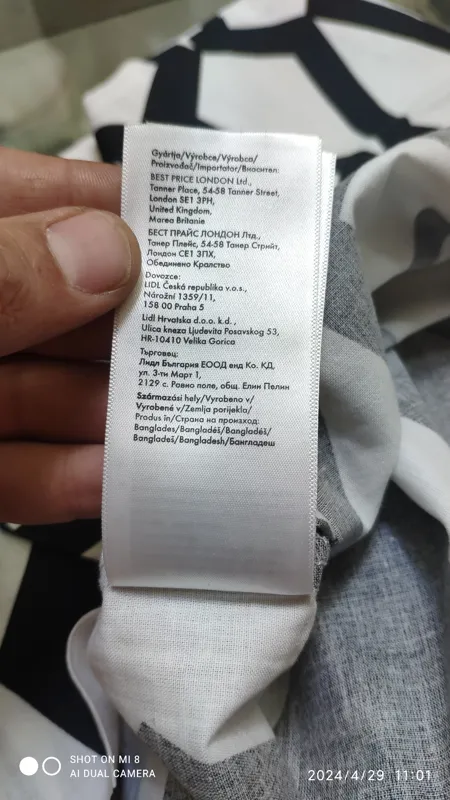 Gyártja/Výrobce/Výrobca/
Proizvođač/Importator/Вносител:
BEST PRICE LONDON Ltd.,
Tanner Place, 54-58 Tanner Street,
London SE1 3PH,
United Kingdom,
Marea Britanie
БЕСТ ПРАЙС ЛОНДОН Лтд.,
Танер Плейс, 54-58 Танер Стрийт,
Лондон СЕ1 3ПХ,
Обединено Кралство
Dovozce:
LIDL Česká republika v.o.s.,
Nárožní 1359/11,
158 00 Praha 5
Lidl Hrvatska d.o.o. k.d.,
Ulica kneza Ljudevita Posavskog 53,
HR-10410 Velika Gorica
Търговец:
Лидл България ЕООД енд Ко. КД,
ул. 3-ти Март 1,
2129 с. Равно поле, общ. Елин Пелин
Származási hely/Vyrobeno v/
Vyrobené v/Zemlja porijekla/
Produs în/Страна на произход:
Banglades/Bangladéš/Bangladéš/
Bangladeš/Bangladesh/Бангладеш
SHOT ON MI 8
AI DUAL CAMERA
2024/4/29 11:01